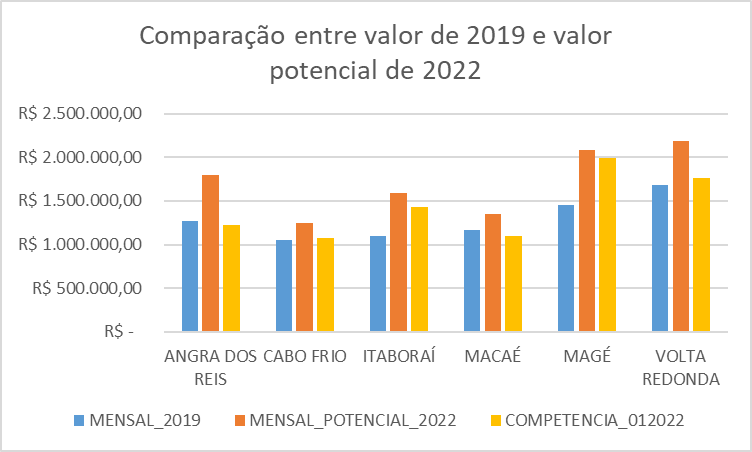 Comparação entre valor de 2019 e valor
potencial de 2022
R$ 2.500.000,00
R$ 2.000.000,00
R$ 1.500.000,00
R$ 1.000.000,00
R$ 500.000,00
R$ -
ANGRA DOS REIS
CABO FRIO
ITABORAÍ
MACAÉ
MAGÉ
VOLTA REDONDA
MENSAL_2019
MENSAL_POTENCIAL_2022
COMPETENCIA_012022